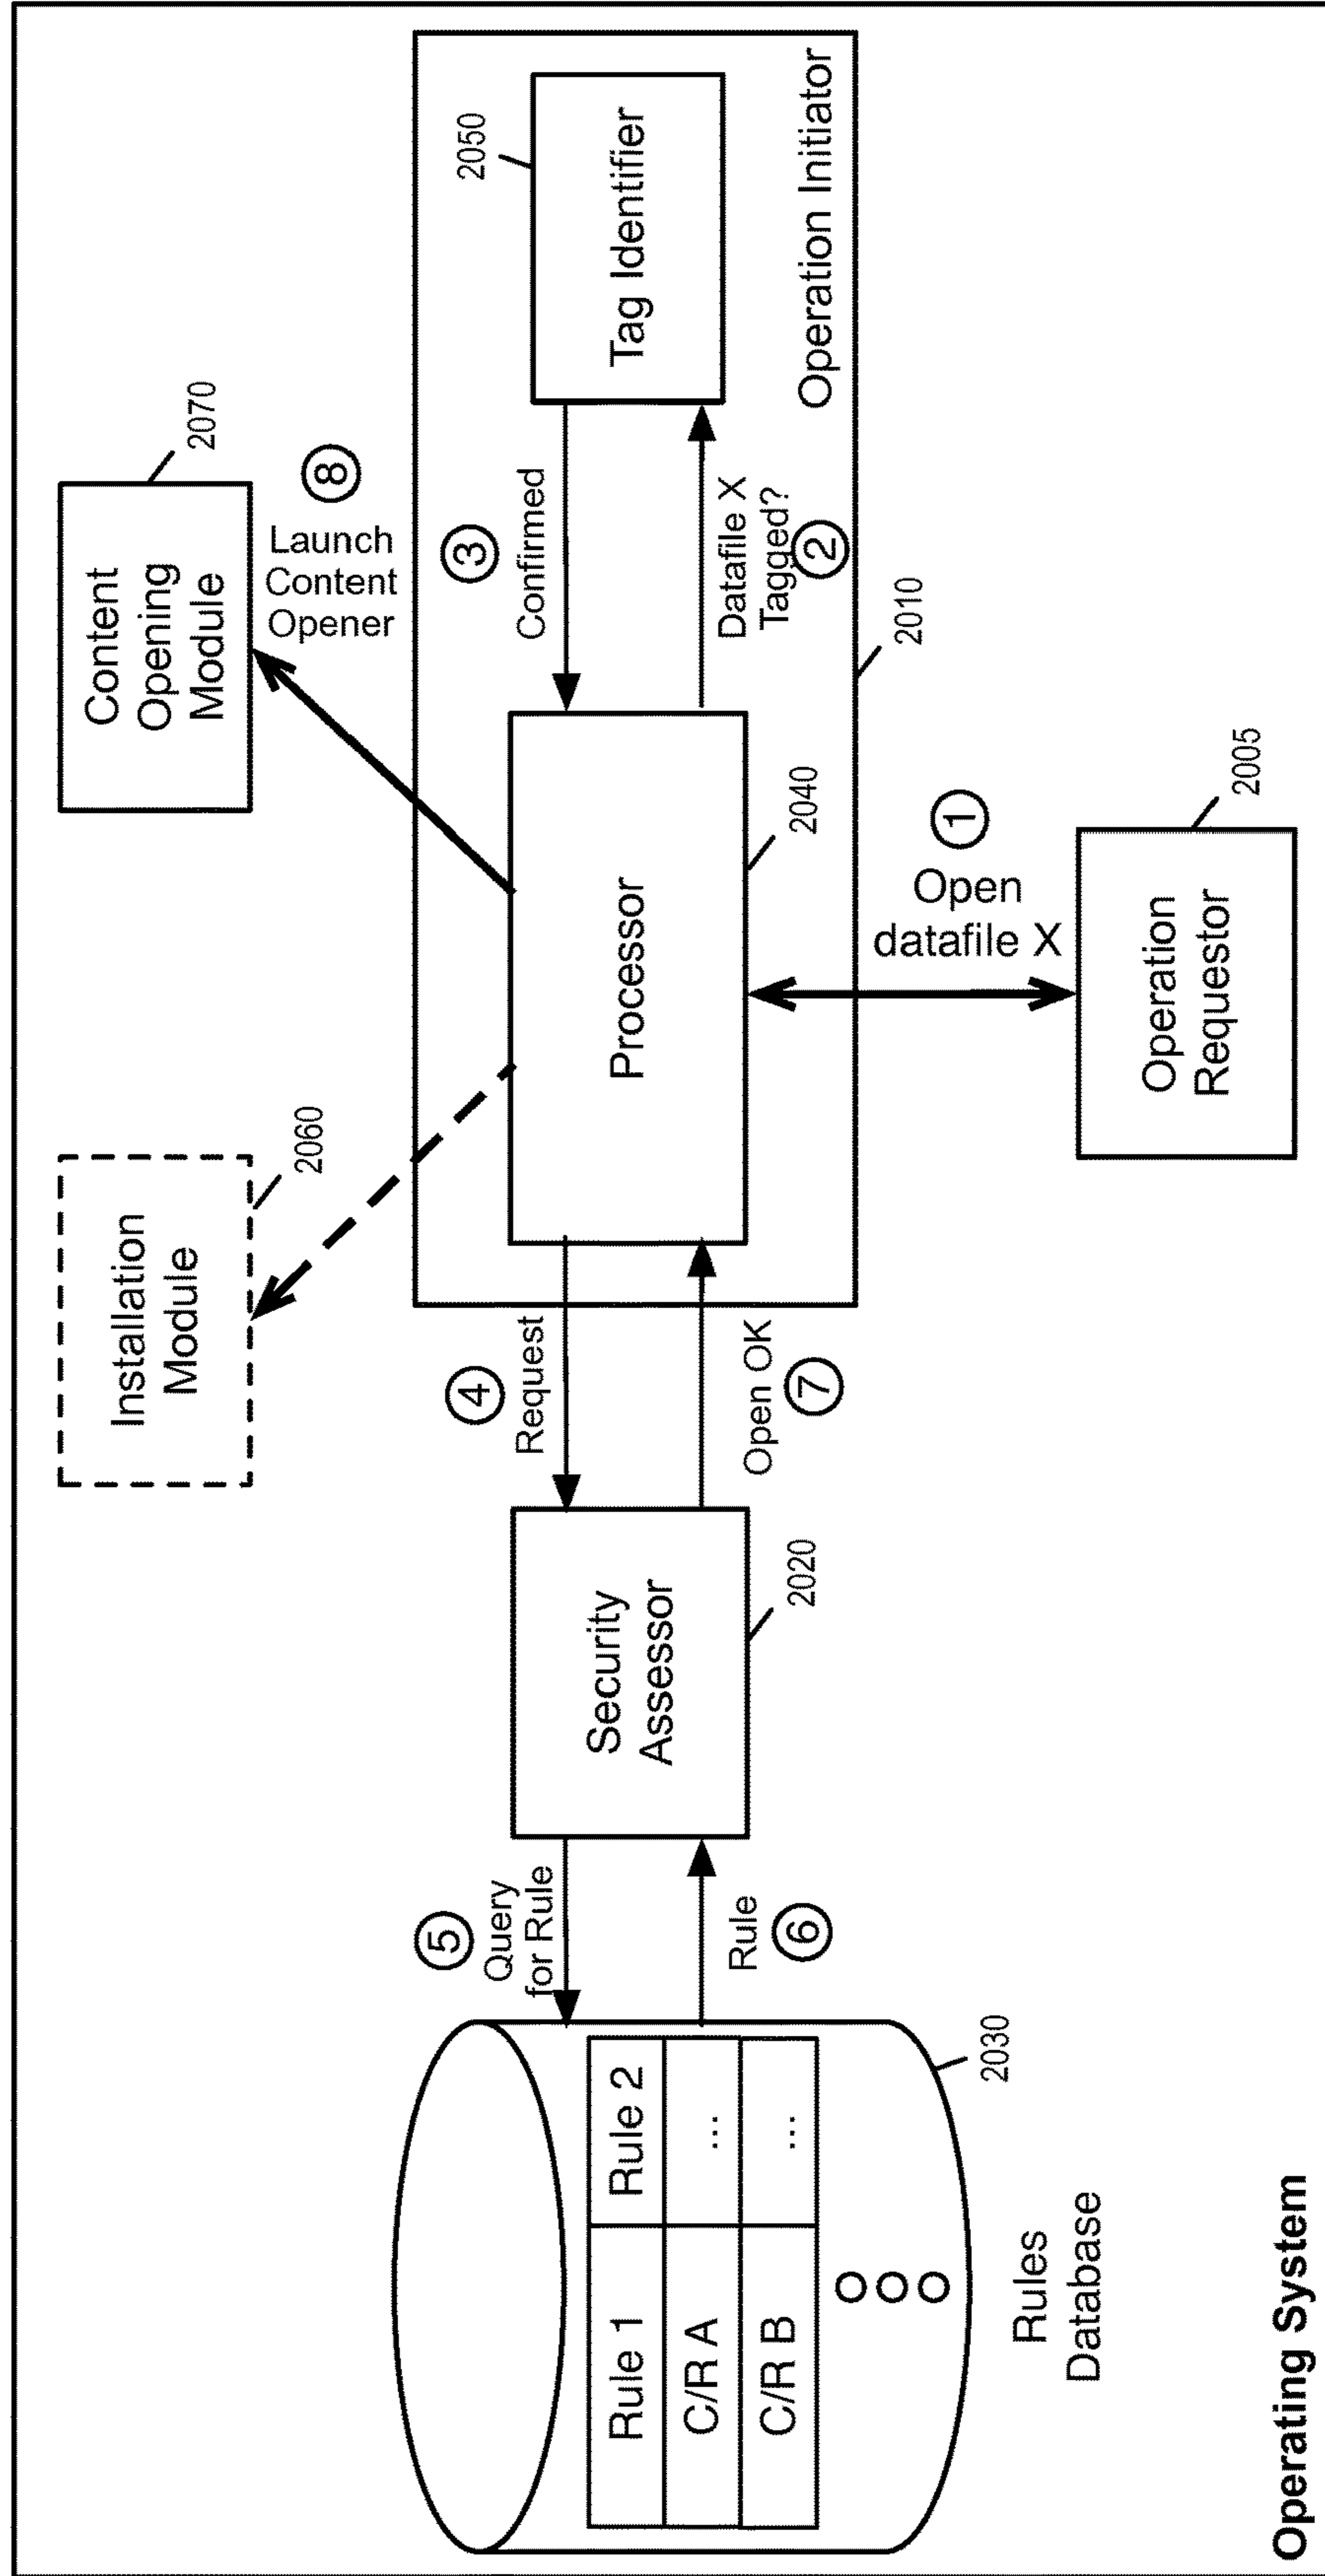 Installation
Module
2060
Content
Opening
Module
2070
8
Launch
Content
Opener
5
Query
for Rule
4
Request
3
Confirmed
2050
Rule 1
Rule 2
C/R A
...
C/R B
...
Security
Assessor
Processor
Tag Identifier
Rule
6
Open OK
7
2020
2040
Datafile X
Tagged?
2
Operation Initiator
2030
2010
Rules
Database
Open
datafile X
1
Operation
Requestor
2005
Operating System